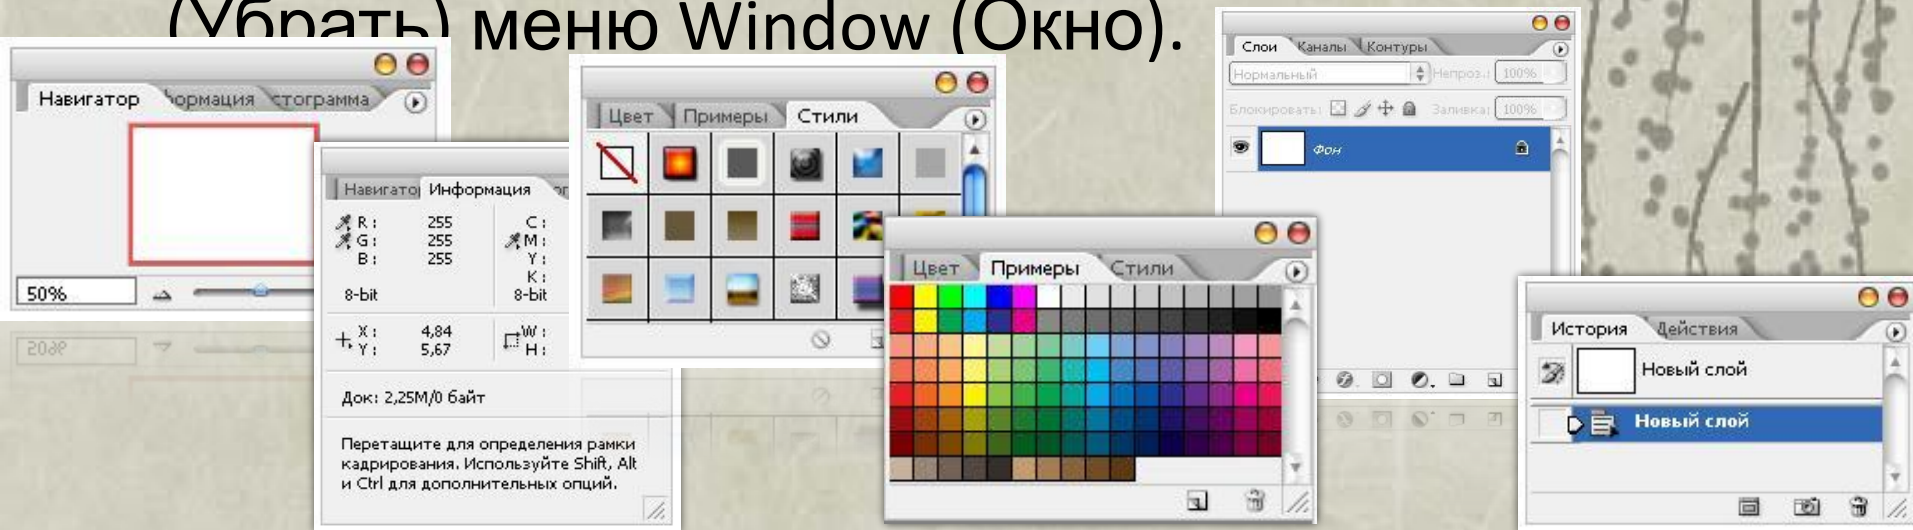 (Убрать) меню Window (Окно).
Навигатор
50%
Навигатор Информация
R: 255
G: 255
B: 255
8-bit
C:
M:
Y:
K:
8-bit
X: 4,84
Y: 5,67
W:
H:
Док: 2,25M/0 байт
Перетащите для определения рамки
кадрирования. Используйте Shift, Alt
и Ctrl для дополнительных опций.
Цвет Примеры Стили
Цвет Примеры Стили
Слои Каналы Контуры
Нормальный Непроз.: 100%
Блокировать: Заливка: 100%
Фон
История Действия
Новый слой
Новый слой